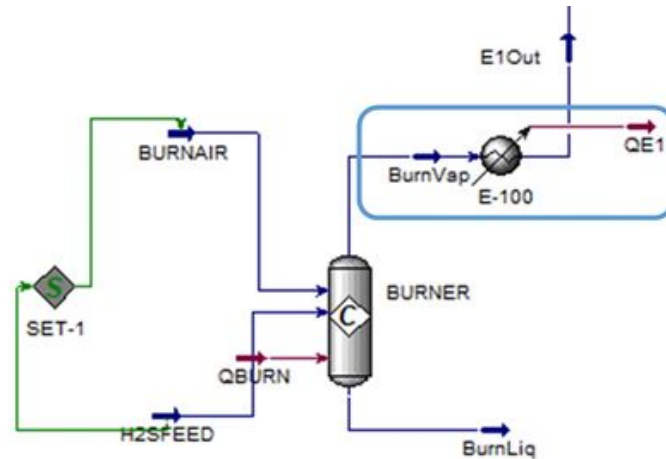 E1Out
BURNAIR
BurnVap
QE1
E-100
S
BURNER
C
SET-1
QBURN
H2SFEED
BurnLiq